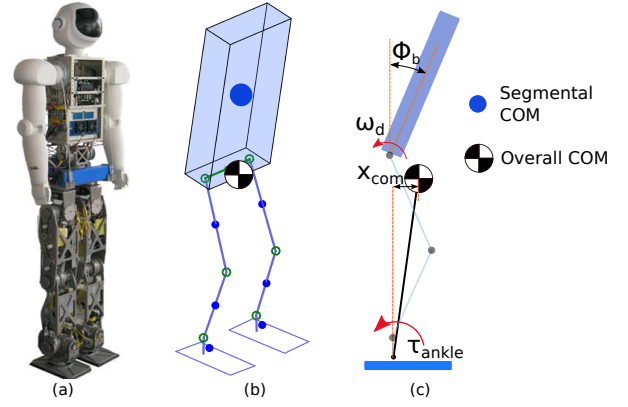 Φb
ωd
xcom
τankle
Segmental
COM
Overall COM
(a)
(b)
(c)